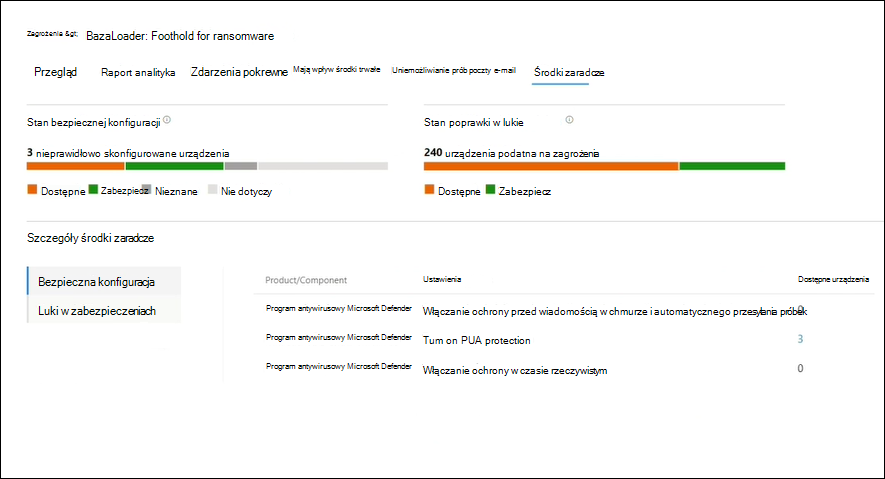 Zagrożenia &gt; BazaLoader: Foothold for ransomware
Przegląd Raport analityka Zdarzenia pokrewne Mają wpływ środki trwałe Uniemożliwianie prób poczty e-mail Środki zaradcze
Stan bezpiecznej konfiguracji
3 nieprawidłowo skonfigurowane urządzenia
Dostępne Zabezpiecz Nieznane Nie dotyczy
Stan poprawki w lukie
240 urządzenia podatna na zagrożenia
Dostępne Zabezpiecz
Szczegóły środki zaradcze
Bezpieczna konfiguracja
Luki w zabezpieczeniach
Product/Component Ustawienia Dostępne urządzenia
Program antywirusowy Microsoft Defender Włączanie ochrony przed wiadomością w chmurze i automatycznego przesyłania próbek 0
Program antywirusowy Microsoft Defender Turn on PUA protection 3
Program antywirusowy Microsoft Defender Włączanie ochrony w czasie rzeczywistym 0